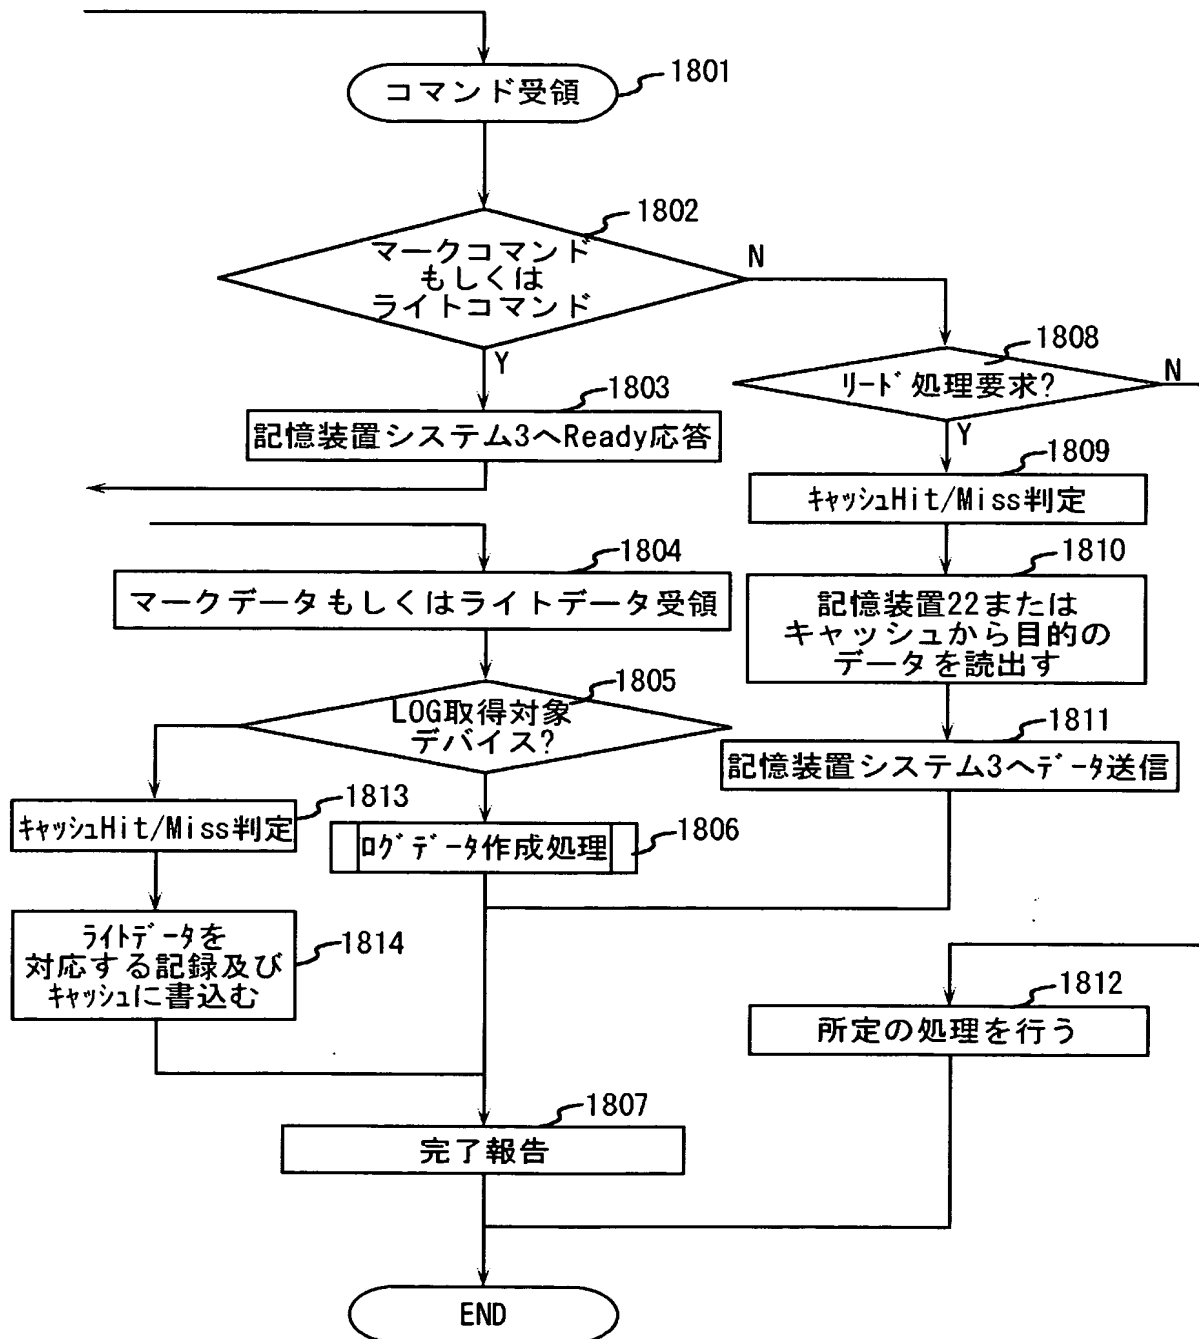 コマンド受領
1801
マークコマンド
もしくは
ライトコマンド
1802
N
Y
記憶装置システム3へReady応答
1803
マークデータもしくはライトデータ受領
1804
LOG取得対象
デバイス?
1805
ログデータ作成処理
1806
キャッシュHit/Miss判定
1813
ライトデータを
対応する記録及び
キャッシュに書込む
1814
完了報告
1807
END
リード処理要求?
1808
N
Y
キャッシュHit/Miss判定
1809
記憶装置22または
キャッシュから目的の
データを読出す
1810
記憶装置システム3へデータ送信
1811
所定の処理を行う
1812